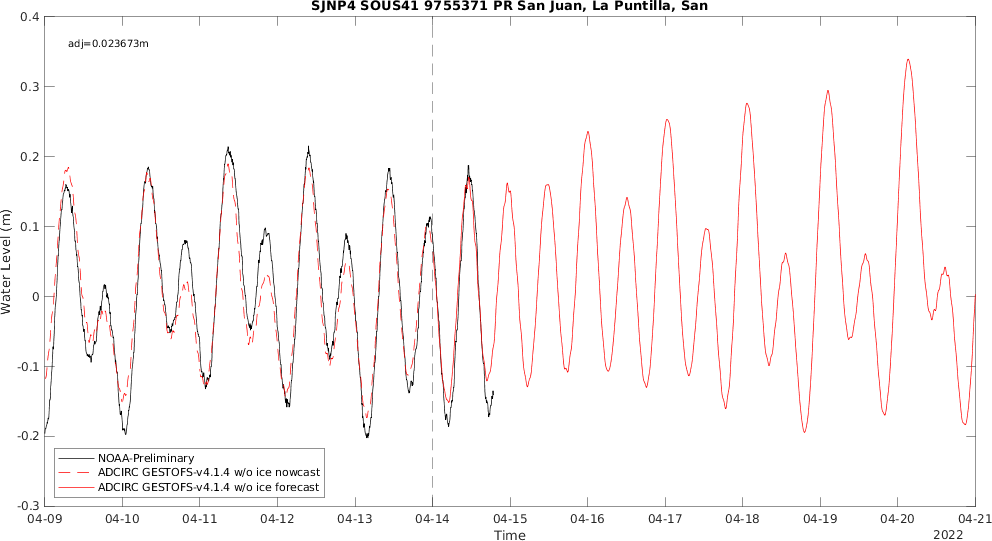 SJNP4 SOUS41 9755371 PR San Juan, La Puntilla, San
adj=0.023673m
0.4
0.3
0.2
0.1
0
-0.1
-0.2
-0.3
Water Level (m)
NOAA-Preliminary
ADCIRC GESTOFS-v4.1.4 w/o ice nowcast
ADCIRC GESTOFS-v4.1.4 w/o ice forecast
04-09 04-10 04-11 04-12 04-13 04-14 04-15 04-16 04-17 04-18 04-19 04-20 04-21
Time
2022